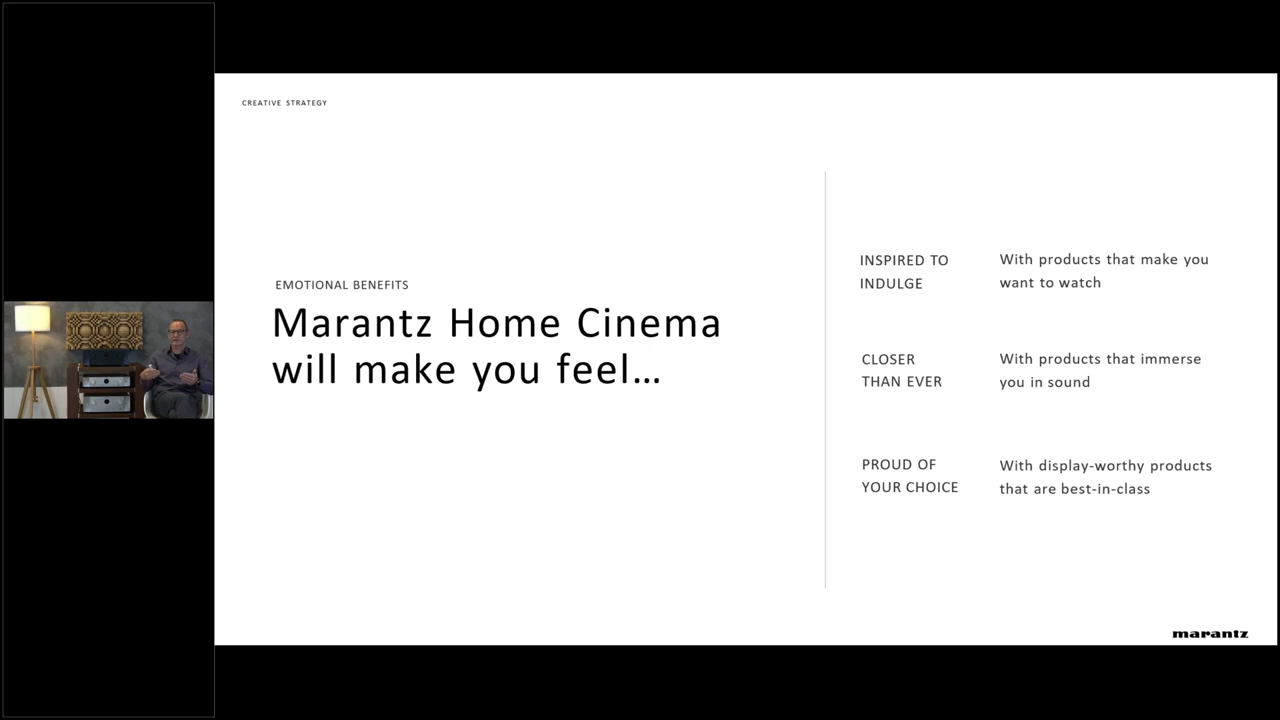 CREATIVE STRATEGY
EMOTIONAL BENEFITS
Marantz Home Cinema
will make you feel…
INSPIRED TO
INDULGE
With products that make you
want to watch
CLOSER
THAN EVER
With products that immerse
you in sound
PROUD OF
YOUR CHOICE
With display-worthy products
that are best-in-class
marantz